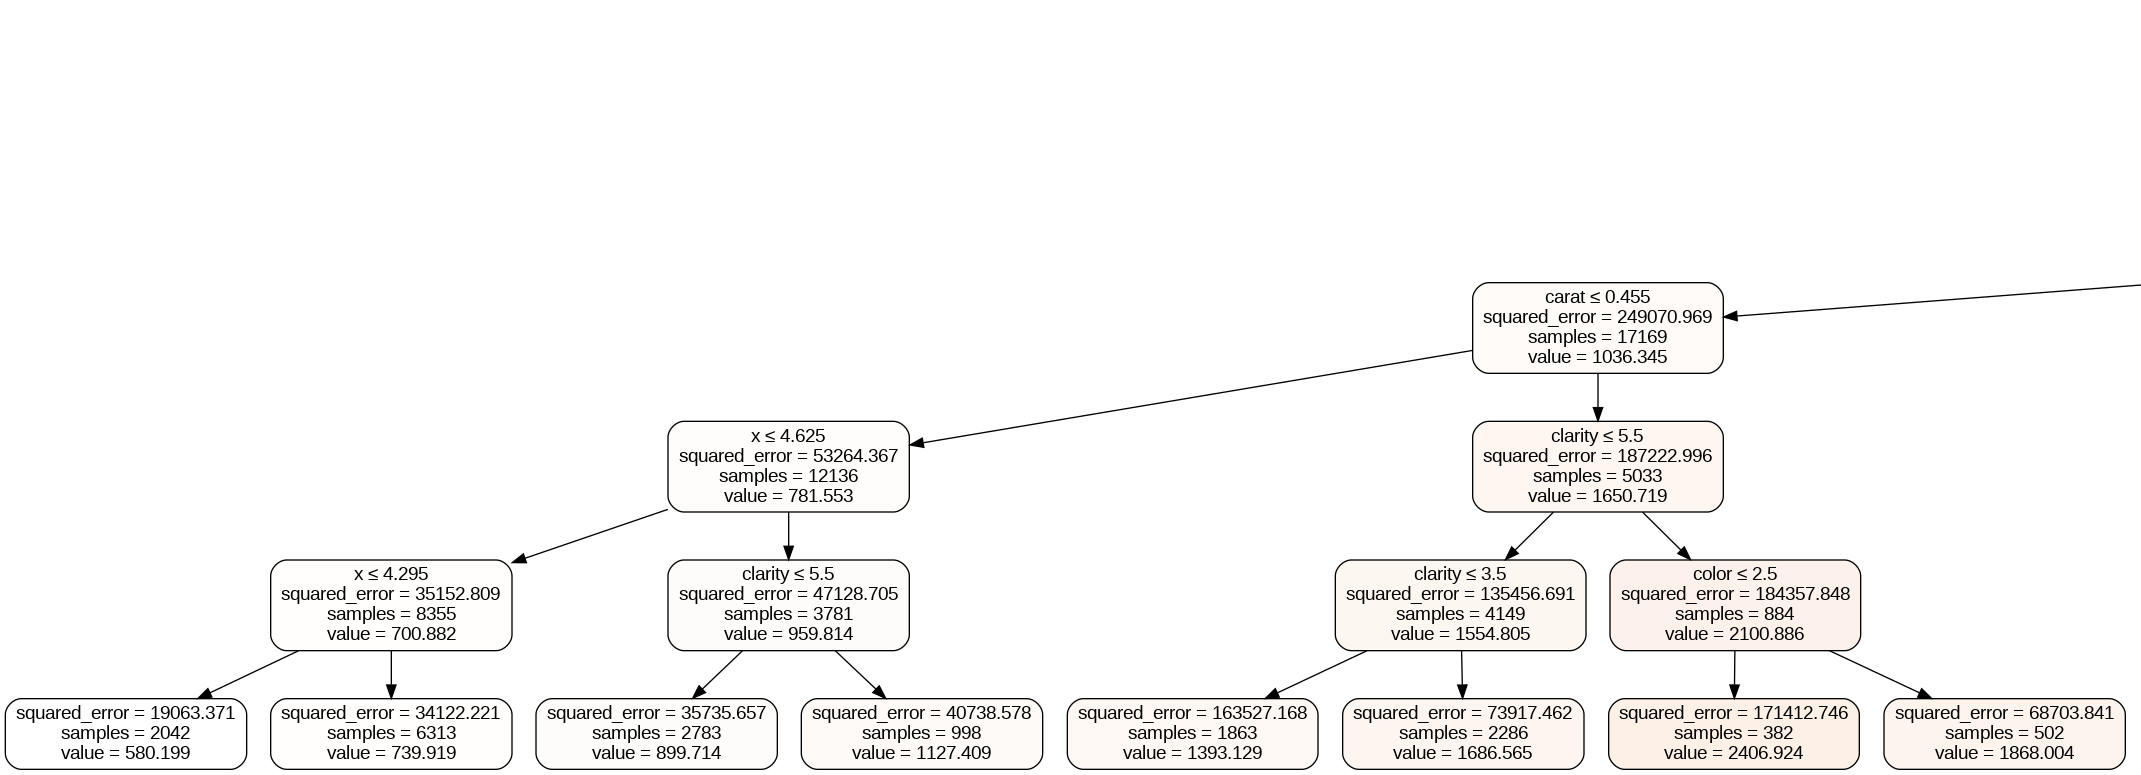 carat ≤ 0.455
squared_error = 249070.969
samples = 17169
value = 1036.345
x ≤ 4.625
squared_error = 53264.367
samples = 12136
value = 781.553
clarity ≤ 5.5
squared_error = 187222.996
samples = 5033
value = 1650.719
x ≤ 4.295
squared_error = 35152.809
samples = 8355
value = 700.882
clarity ≤ 5.5
squared_error = 47128.705
samples = 3781
value = 959.814
clarity ≤ 3.5
squared_error = 135456.691
samples = 4149
value = 1554.805
color ≤ 2.5
squared_error = 184357.848
samples = 884
value = 2100.886
squared_error = 19063.371
samples = 2042
value = 580.199
squared_error = 34122.221
samples = 6313
value = 739.919
squared_error = 35735.657
samples = 2783
value = 899.714
squared_error = 40738.578
samples = 998
value = 1127.409
squared_error = 163527.168
samples = 1863
value = 1393.129
squared_error = 73917.462
samples = 2286
value = 1686.565
squared_error = 171412.746
samples = 382
value = 2406.924
squared_error = 68703.841
samples = 502
value = 1868.004